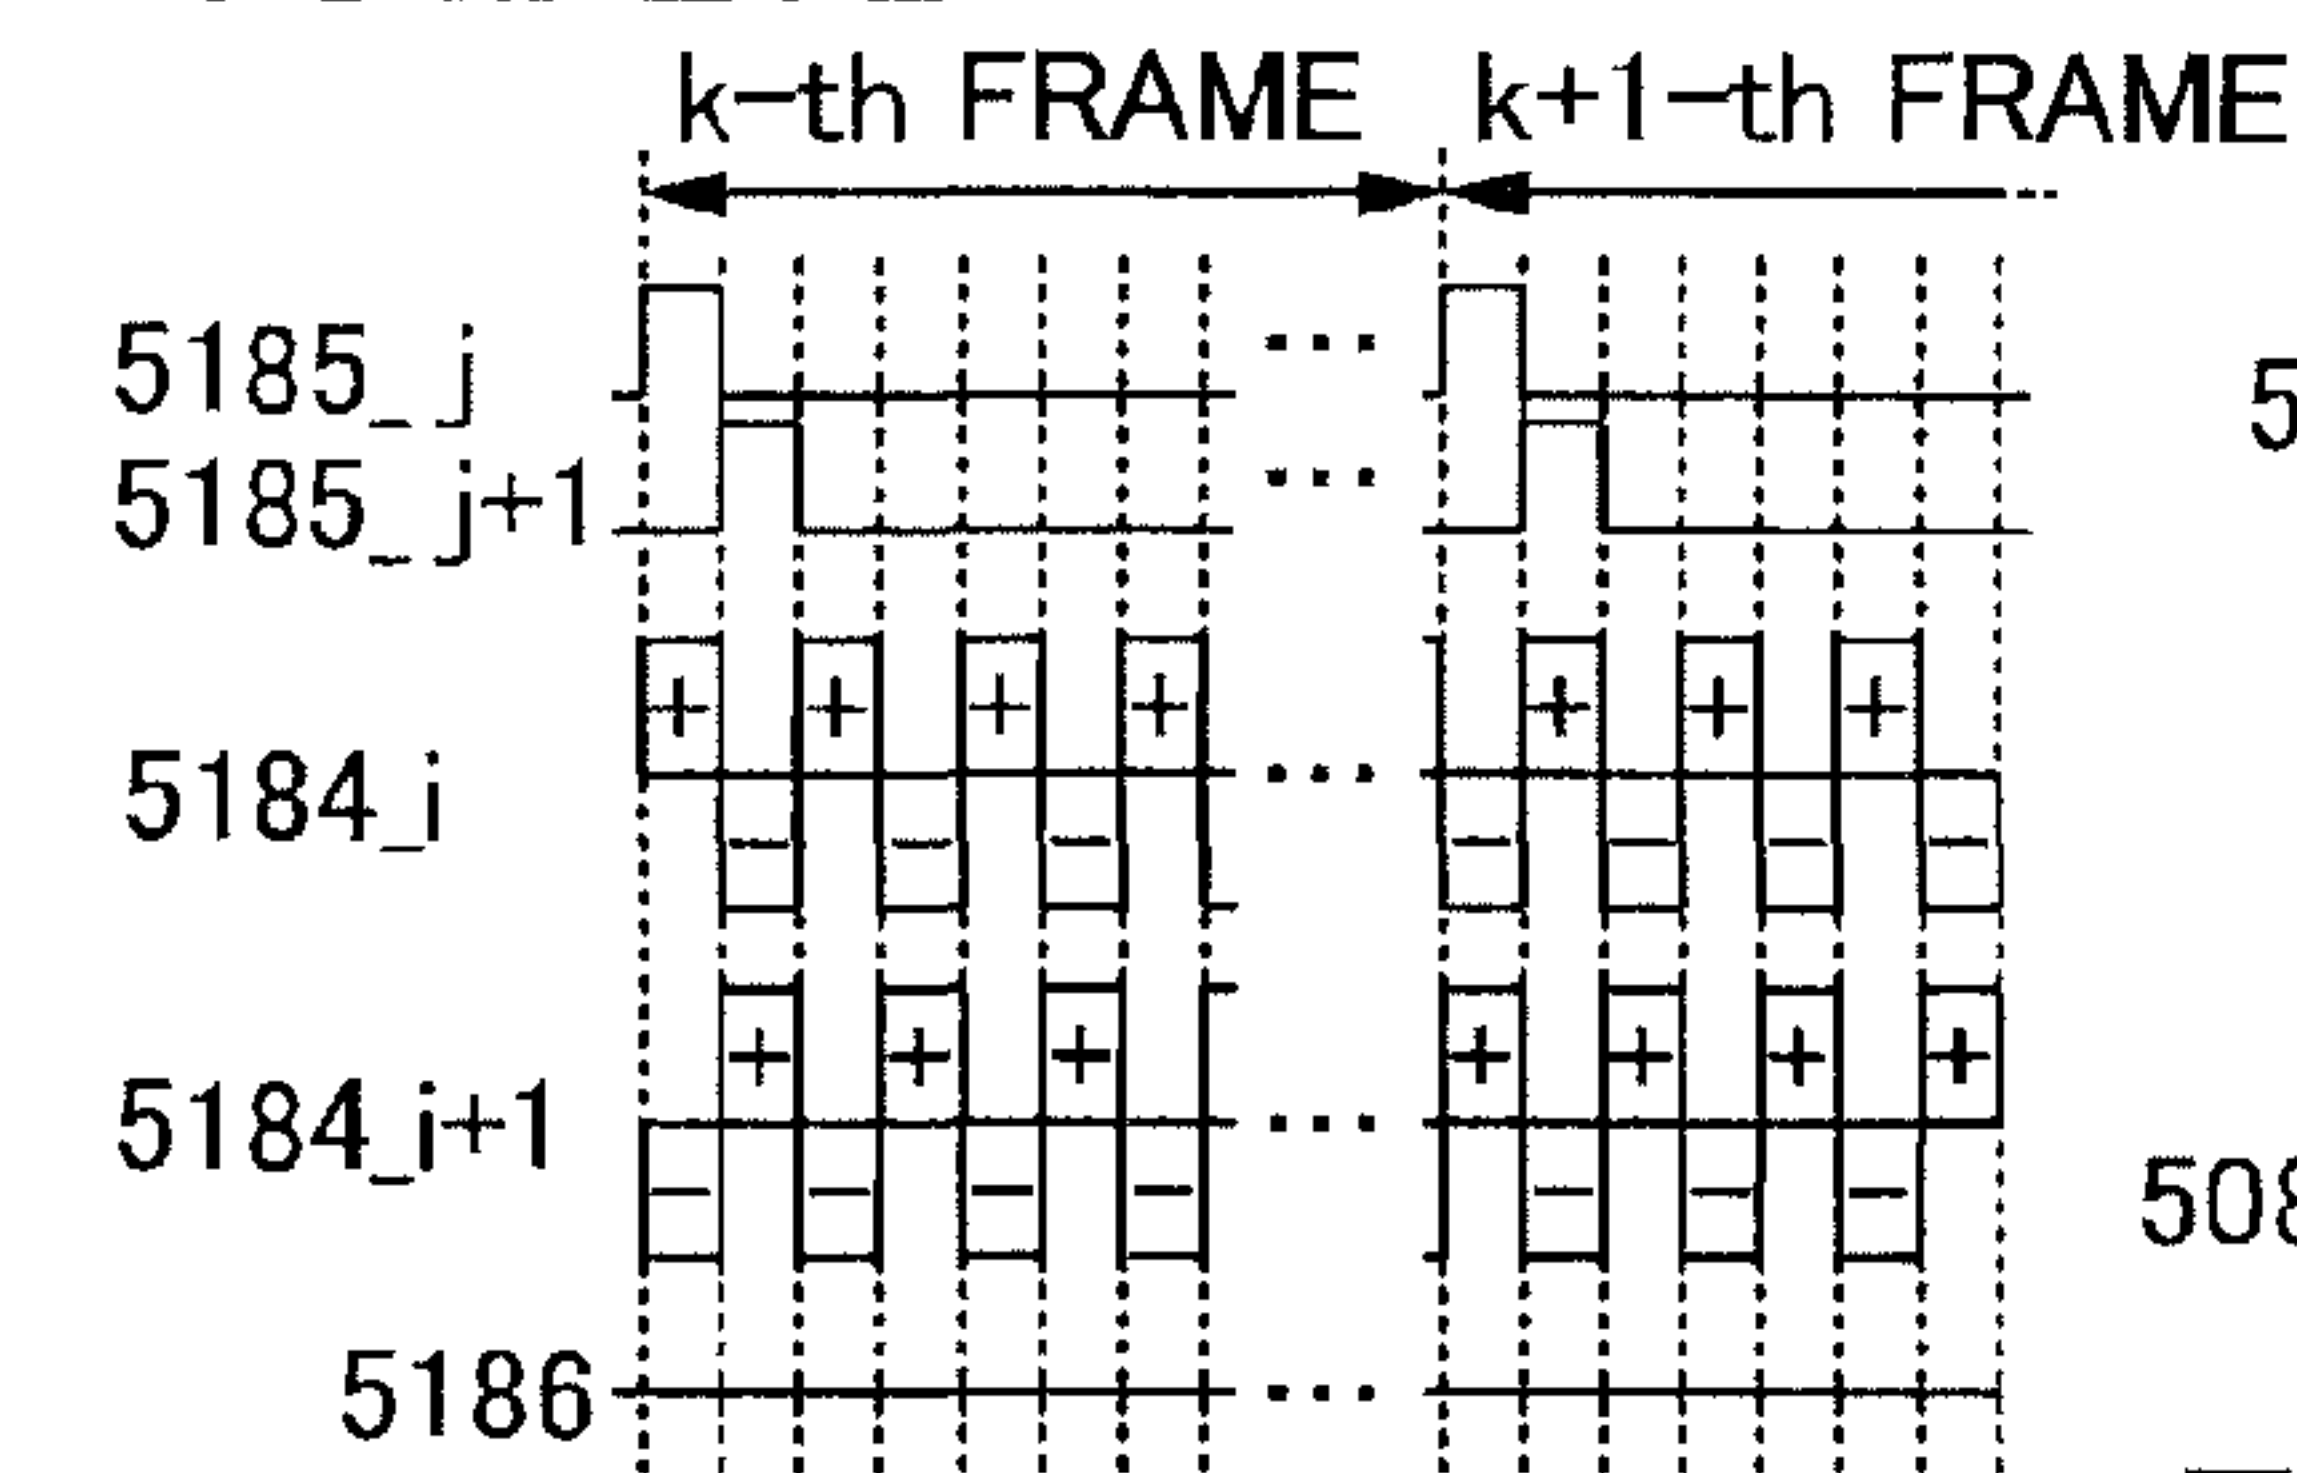 k-th FRAME k+1-th FRAME
5185_j
5185_j+1
+ + + + + + +
5184_i
- - - - - - -
+ + + + + + +
5184_i+1
- - - - - - -
5186